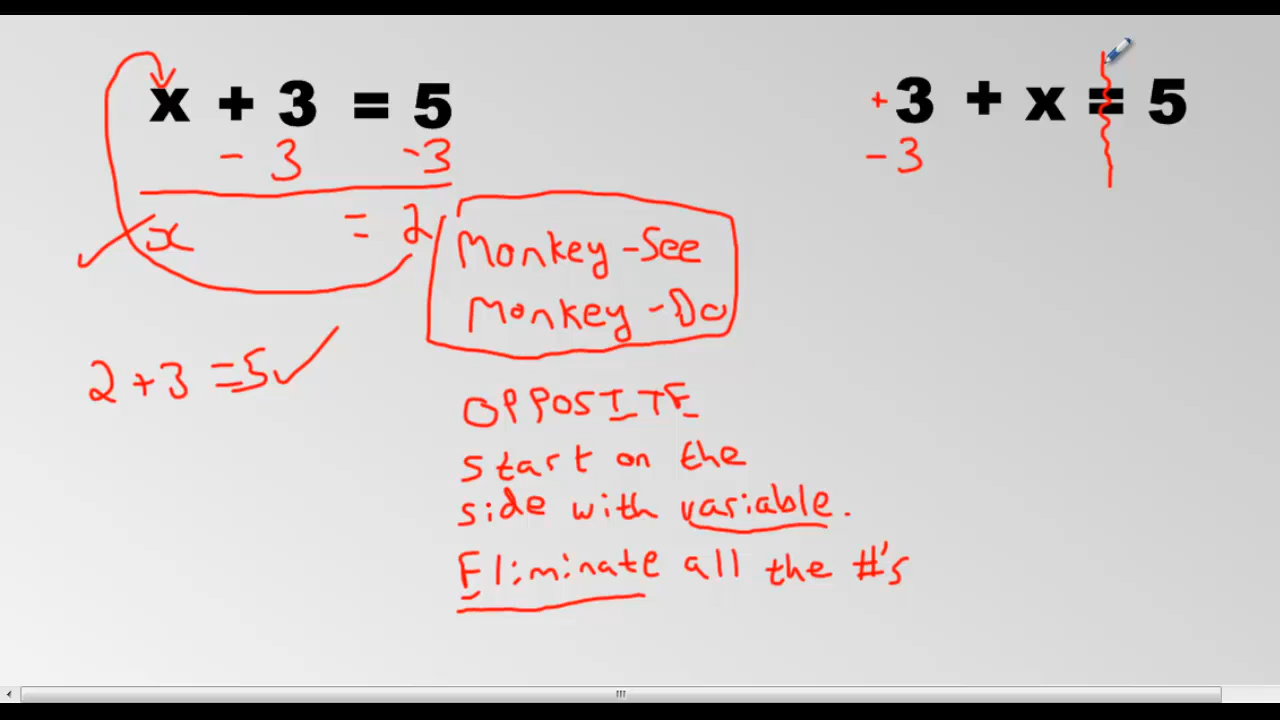 x + 3 = 5
- 3 -3
x = 2
2 + 3 = 5
Monkey - See
Monkey - Do
OPPOSITE
start on the
side with variable.
Eliminate all the #'s
+3 + x = 5
- 3